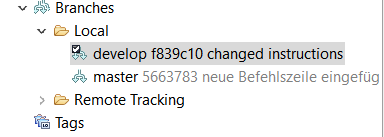 Branches
Local
develop f839c10 changed instructions
master 5663783 neue Befehlszeile eingefüg
Remote Tracking
Tags